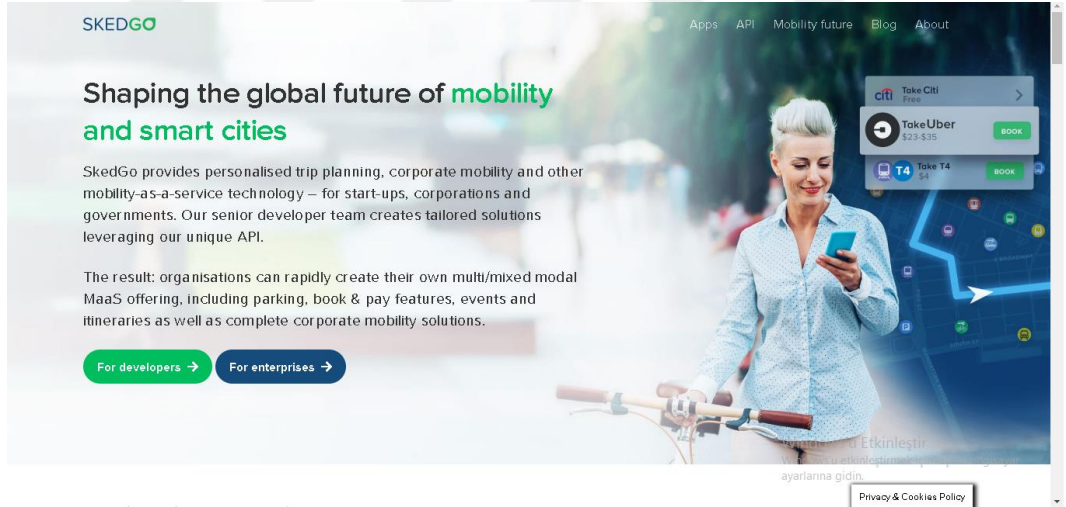 SKEDGO
Apps API Mobility future Blog About
Shaping the global future of mobility
and smart cities
SkedGo provides personalised trip planning, corporate mobility and other
mobility-as-a-service technology – for start-ups, corporations and
governments. Our senior developer team creates tailored solutions
leveraging our unique API.
The result: organisations can rapidly create their own multi/mixed modal
MaaS offering, including parking, book & pay features, events and
itineraries as well as complete corporate mobility solutions.
For developers →
For enterprises →
citi
Take Citi
Free
Take Uber
$23-$35
BOOK
T4
Take T4
$4
BOOK
Etkinleştir
ayarlarına gidin.
Privacy & Cookies Policy